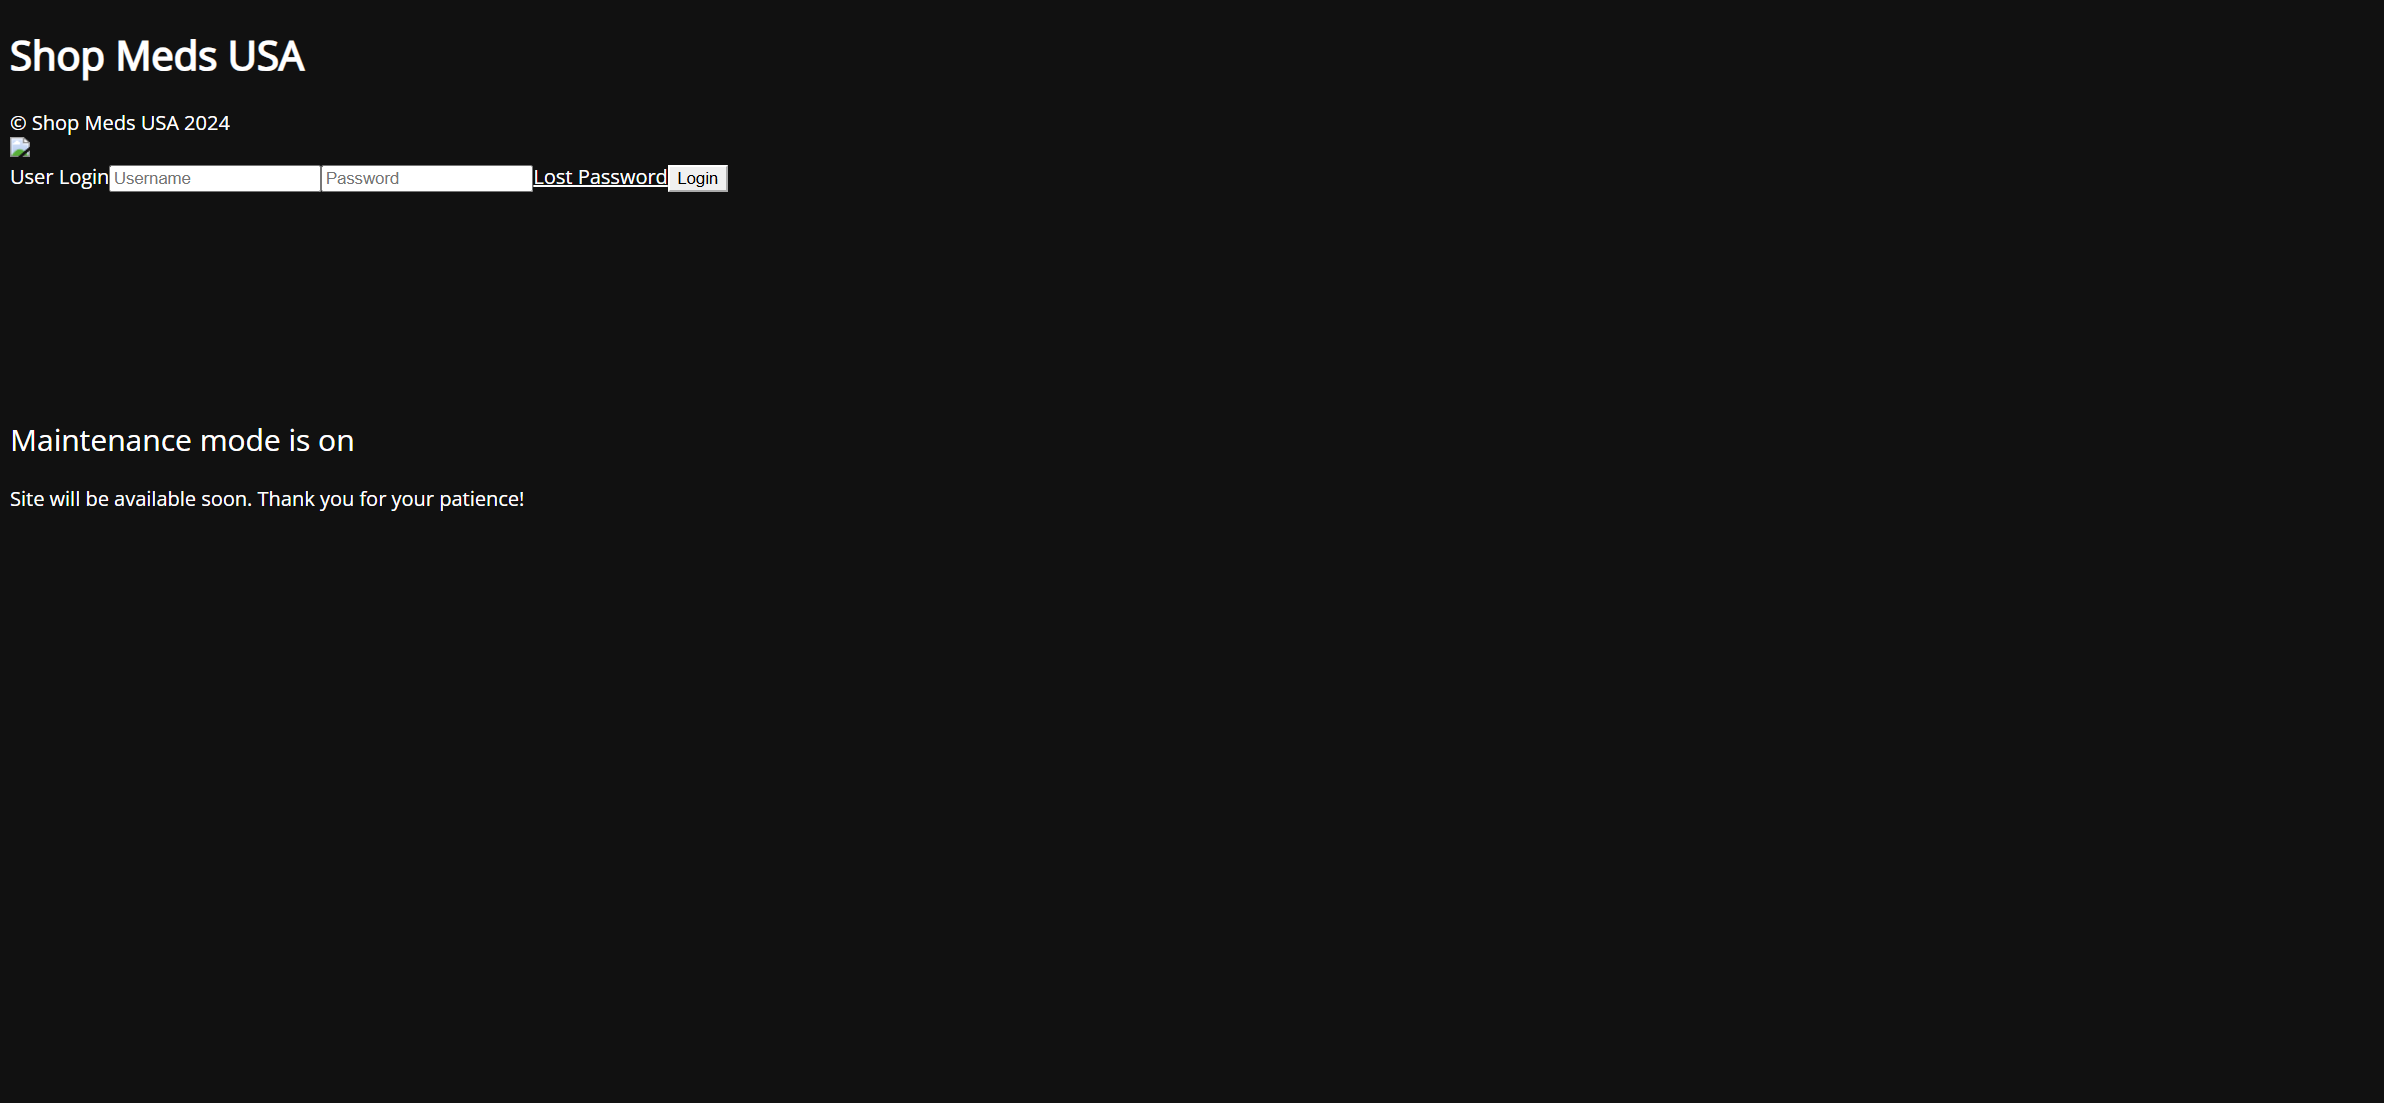 Shop Meds USA
© Shop Meds USA 2024
User Login Username Password Lost Password Login
Maintenance mode is on
Site will be available soon. Thank you for your patience!